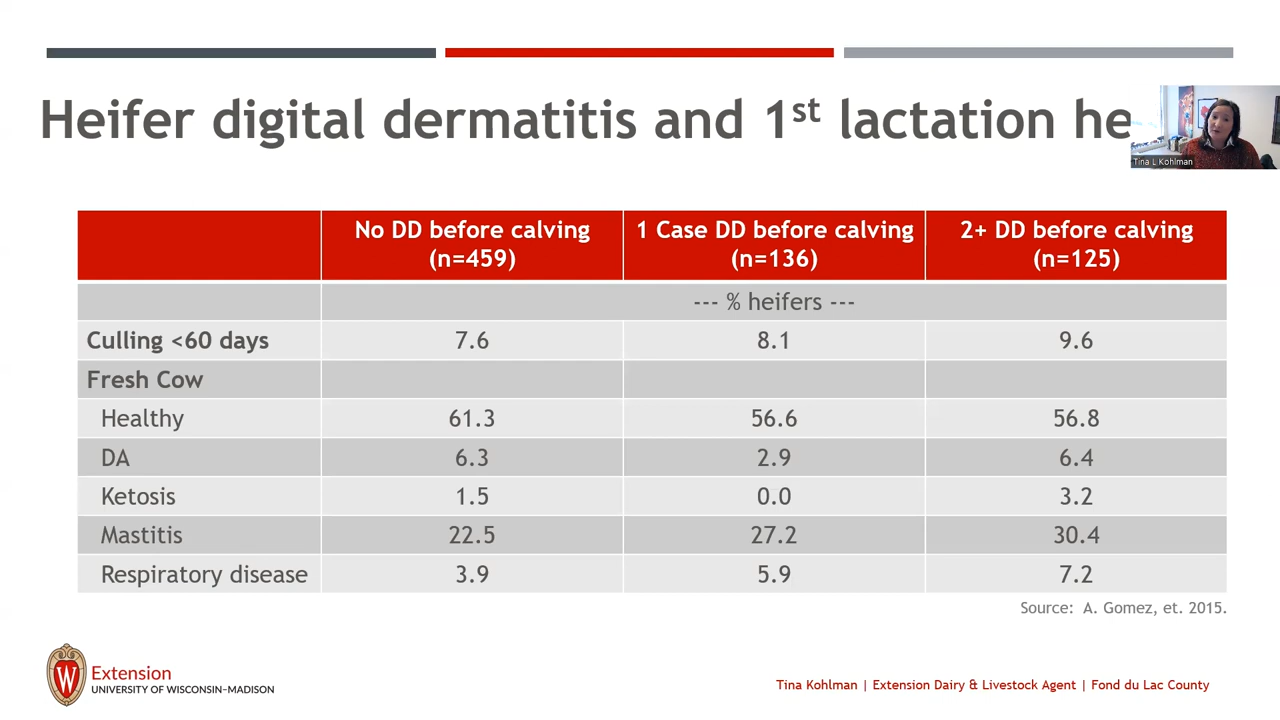 Heifer digital dermatitis and 1st lactation he
Tina L Kohlman
No DD before calving (n=459)
1 Case DD before calving (n=136)
2+ DD before calving (n=125)
--- % heifers ---
Culling <60 days 7.6 8.1 9.6
Fresh Cow
Healthy 61.3 56.6 56.8
DA 6.3 2.9 6.4
Ketosis 1.5 0.0 3.2
Mastitis 22.5 27.2 30.4
Respiratory disease 3.9 5.9 7.2
Source: A. Gomez, et. 2015.
W
Extension
UNIVERSITY OF WISCONSIN–MADISON
Tina Kohlman | Extension Dairy & Livestock Agent | Fond du Lac County